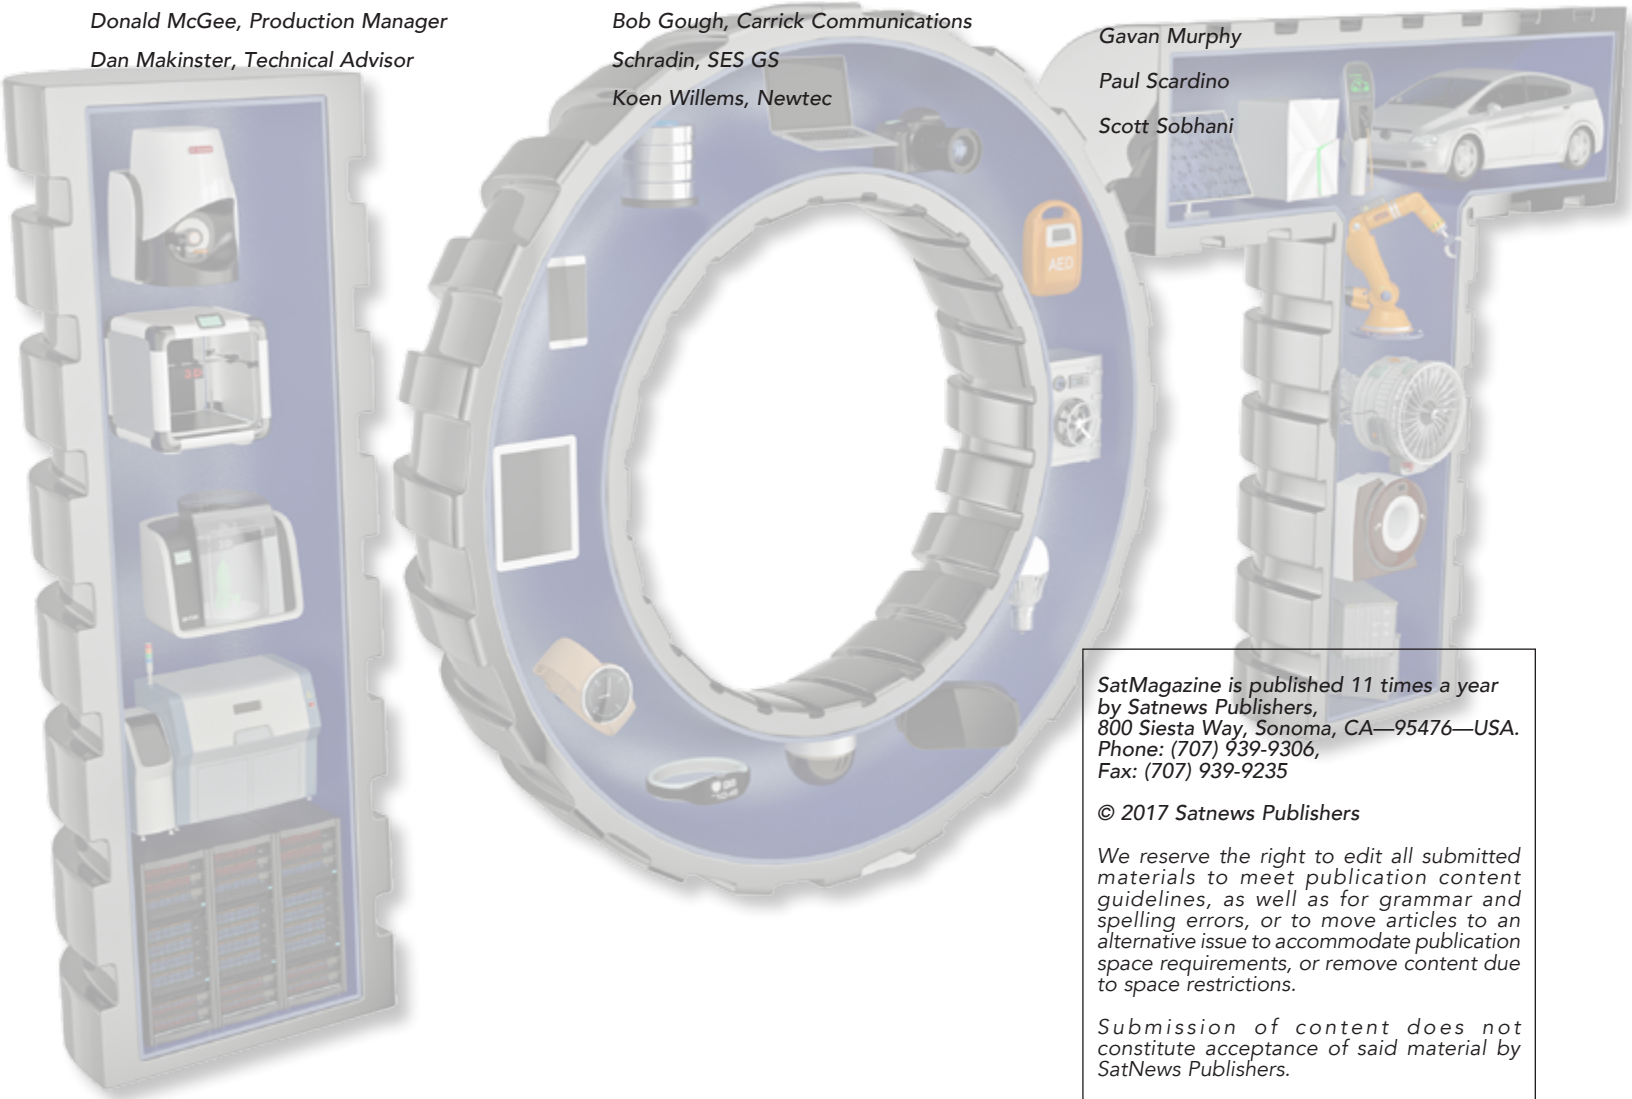 Donald McGee, Production Manager
Dan Makinster, Technical Advisor
Bob Gough, Carrick Communications
Schradin, SES GS
Koen Willems, Newtec
Gavan Murphy
Paul Scardino
Scott Sobhani
AED
3D
SatMagazine is published 11 times a year
by Satnews Publishers,
800 Siesta Way, Sonoma, CA—95476—USA.
Phone: (707) 939-9306,
Fax: (707) 939-9235
© 2017 Satnews Publishers
We reserve the right to edit all submitted
materials to meet publication content
guidelines, as well as for grammar and
spelling errors, or to move articles to an
alternative issue to accommodate publication
space requirements, or remove content due
to space restrictions.
Submission of content does not
constitute acceptance of said material by
SatNews Publishers.